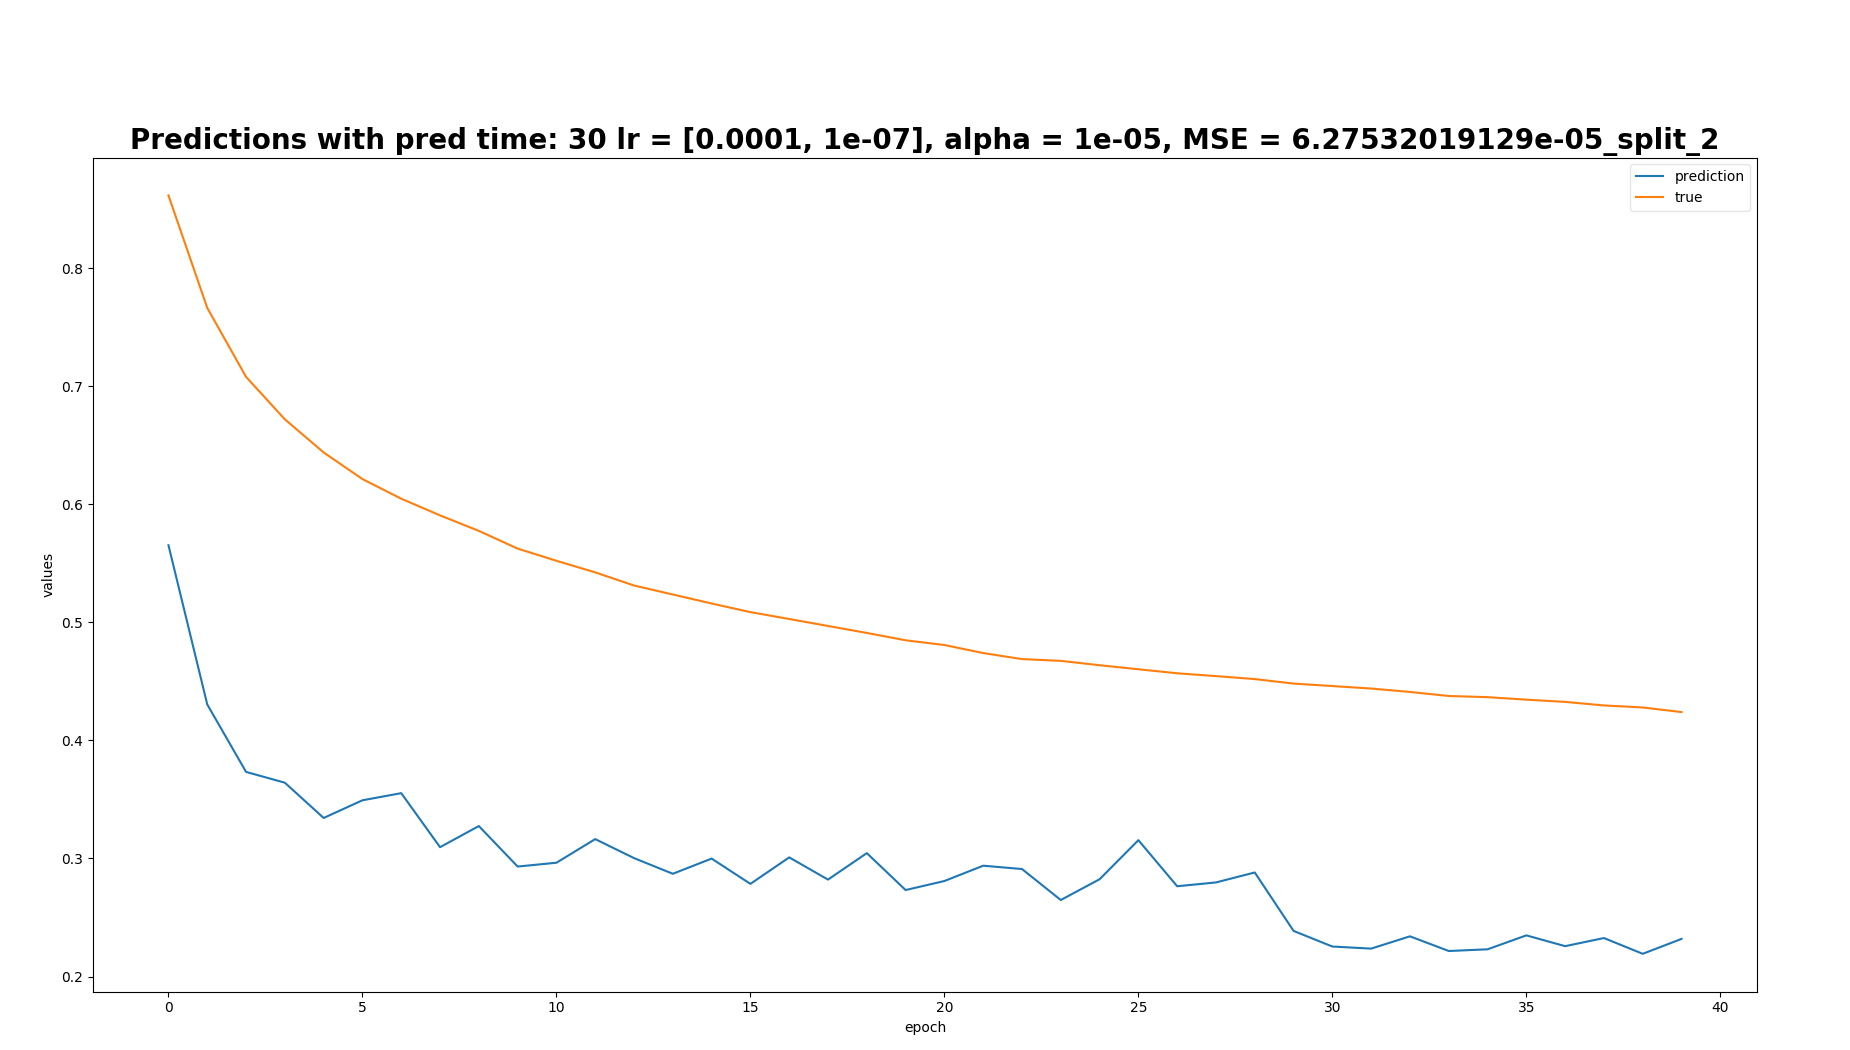 Predictions with pred time: 30 lr = [0.0001, 1e-07], alpha = 1e-05, MSE = 6.27532019129e-05_split_2
prediction
true
0.8
0.7
0.6
0.5
0.4
0.3
0.2
values
0 5 10 15 20 25 30 35 40
epoch